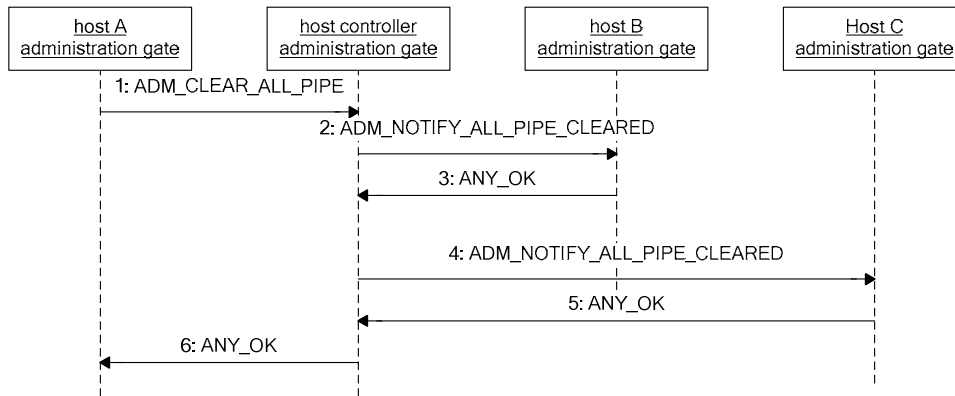 host A
administration gate
host controller
administration gate
host B
administration gate
Host C
administration gate
1: ADM_CLEAR_ALL_PIPE
2: ADM_NOTIFY_ALL_PIPE_CLEARED
3: ANY_OK
4: ADM_NOTIFY_ALL_PIPE_CLEARED
5: ANY_OK
6: ANY_OK